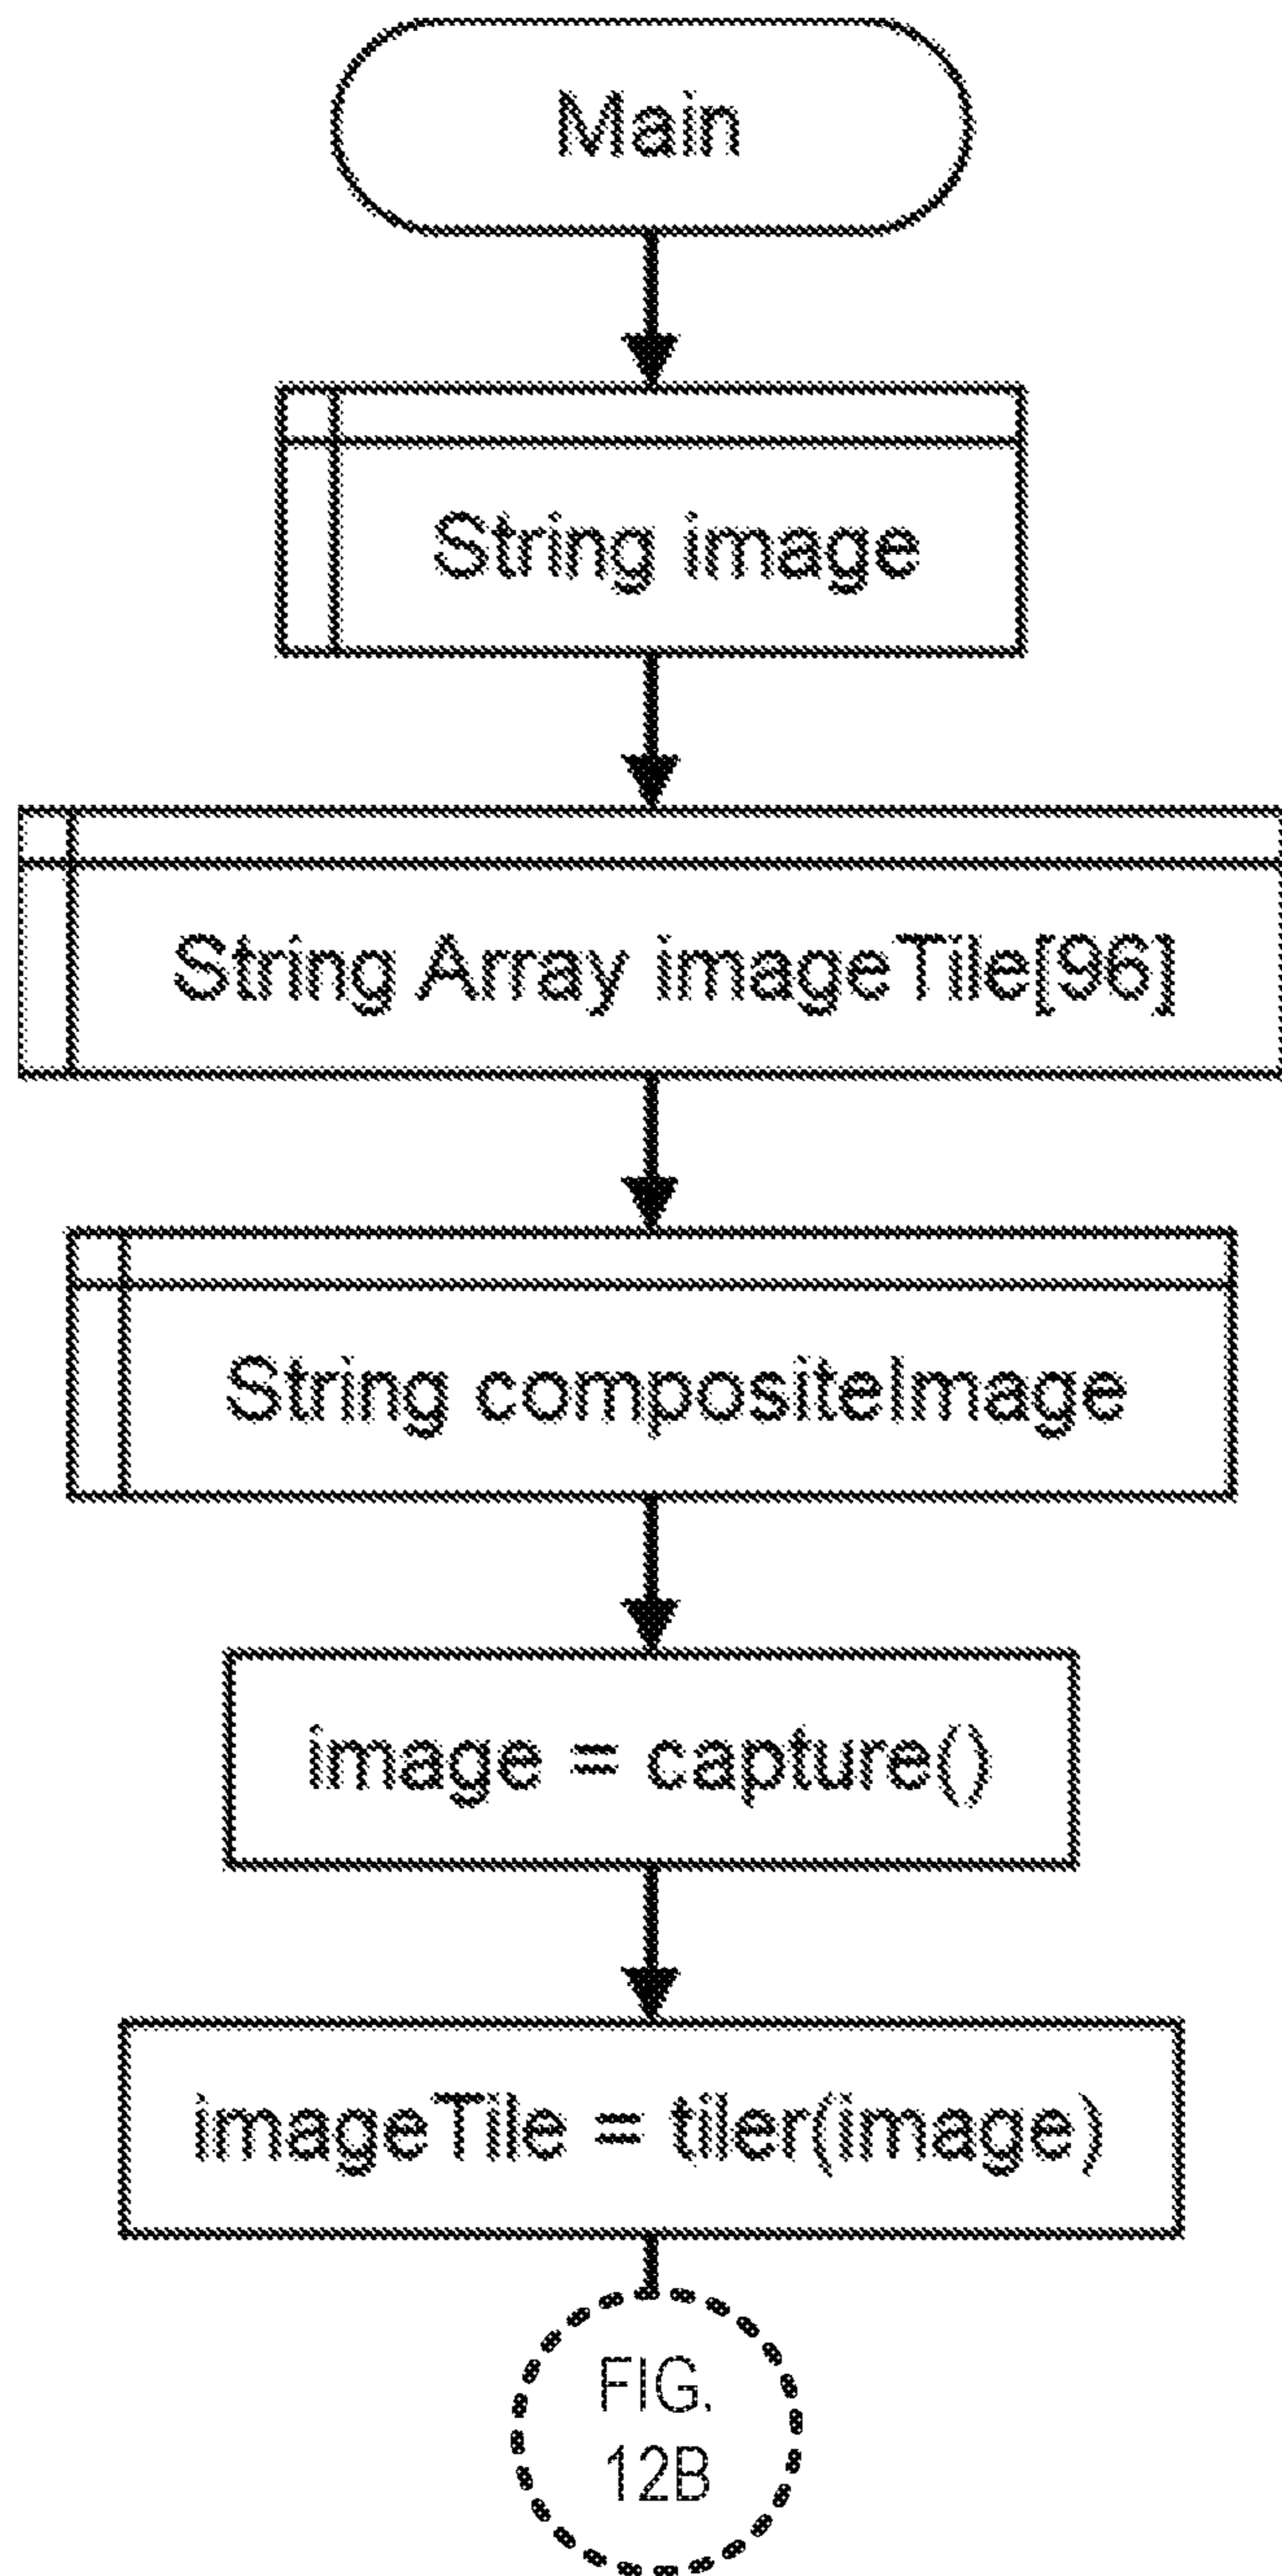 Main
String image
String Array imageTile[96]
String compositeImage
image = capture()
imageTile = tiler(image)
FIG.
12B